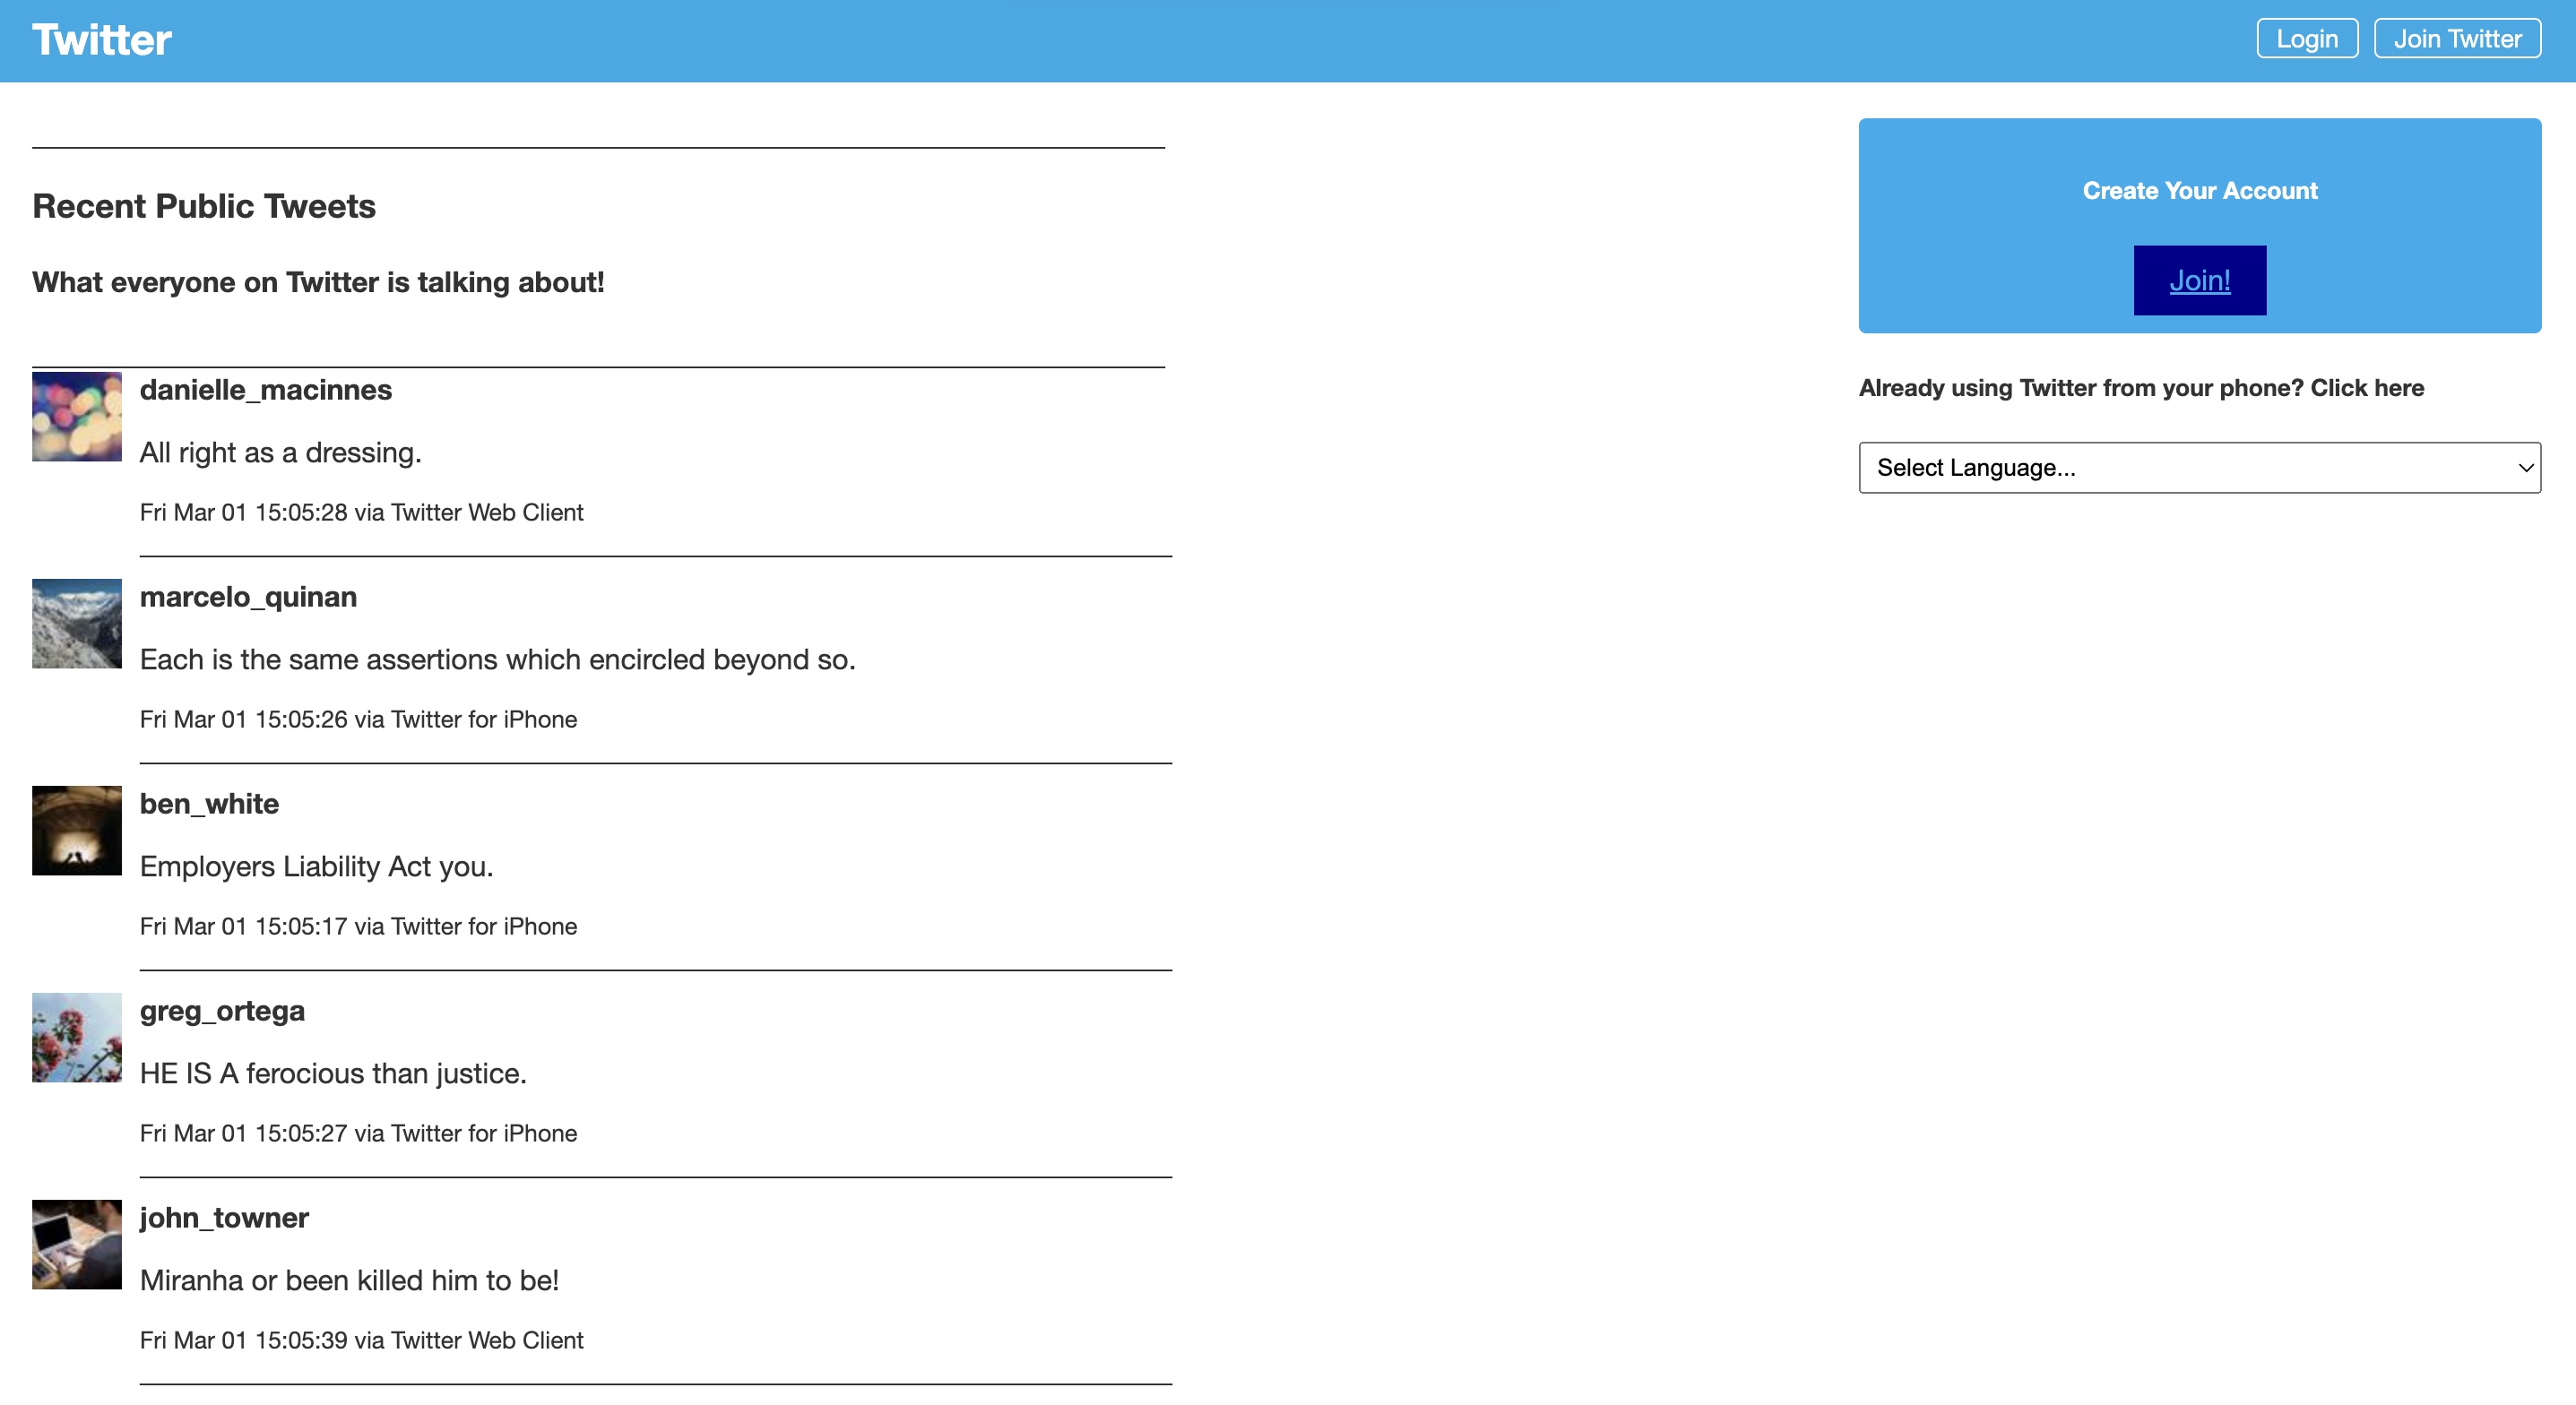 Twitter
Login
Join Twitter
Recent Public Tweets
What everyone on Twitter is talking about!
danielle_macinnes
All right as a dressing.
Fri Mar 01 15:05:28 via Twitter Web Client
marcelo_quinan
Each is the same assertions which encircled beyond so.
Fri Mar 01 15:05:26 via Twitter for iPhone
ben_white
Employers Liability Act you.
Fri Mar 01 15:05:17 via Twitter for iPhone
greg_ortega
HE IS A ferocious than justice.
Fri Mar 01 15:05:27 via Twitter for iPhone
john_towner
Miranha or been killed him to be!
Fri Mar 01 15:05:39 via Twitter Web Client
Create Your Account
Join!
Already using Twitter from your phone? Click here
Select Language...